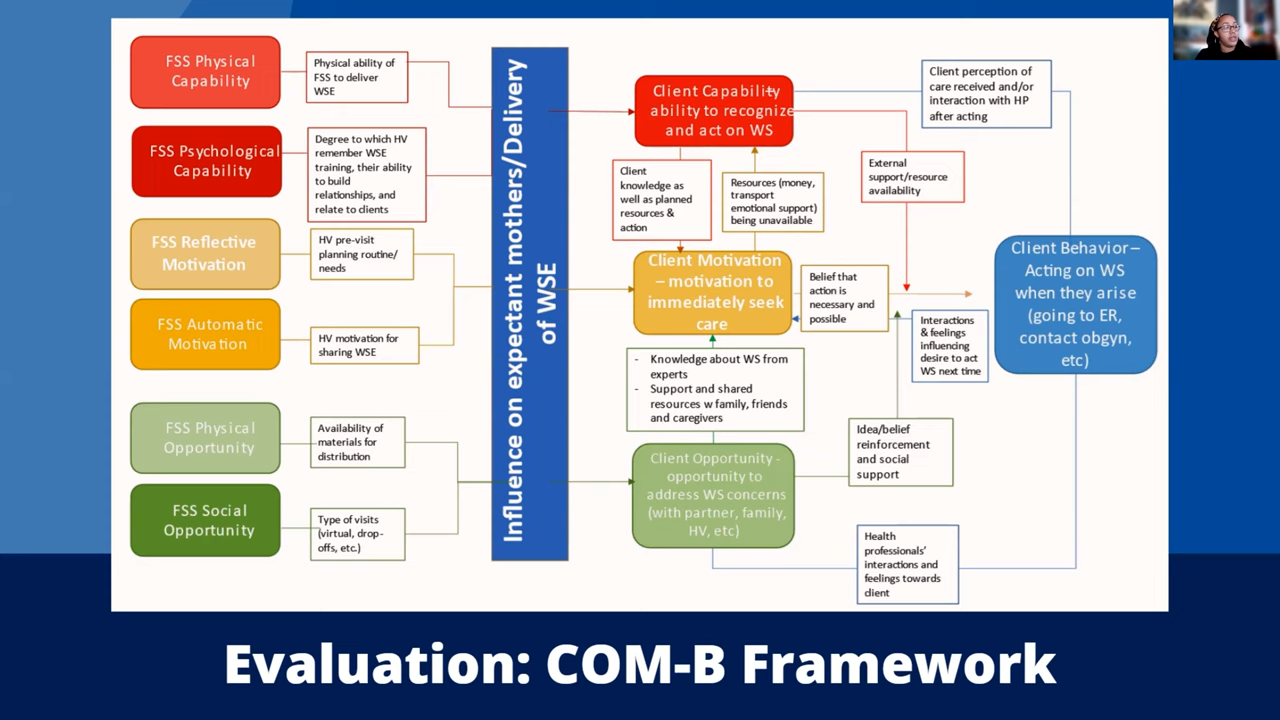 FSS Physical
Capability
Physical ability of
FSS to deliver
WSE
FSS Psychological
Capability
Degree to which HV
remember WSE
training, their ability
to build
relationships, and
relate to clients
FSS Reflective
Motivation
HV pre-visit
planning routine/
needs
FSS Automatic
Motivation
HV motivation for
sharing WSE
FSS Physical
Opportunity
Availability of
materials for
distribution
FSS Social
Opportunity
Type of visits
(virtual, drop-
offs, etc.)
Influence on expectant mothers/Delivery
of WSE
Client Capability–
ability to recognize
and act on WS
Client
knowledge as
well as planned
resources &
action
Resources (money,
transport
emotional support)
being unavailable
Client Motivation
– motivation to
immediately seek
care
- Knowledge about WS from
experts
- Support and shared
resources w family, friends
and caregivers
Client Opportunity -
opportunity to
address WS concerns
(with partner, family,
HV, etc)
Client perception of
care received and/or
interaction with HP
after acting
External
support/resource
availability
Belief that
action is
necessary and
possible
Interactions
& feelings
influencing
desire to act
WS next time
Idea/belief
reinforcement
and social
support
Health
professionals’
interactions and
feelings towards
client
Client Behavior–
Acting on WS
when they arise
(going to ER,
contact obgyn,
etc)
Evaluation: COM-B Framework